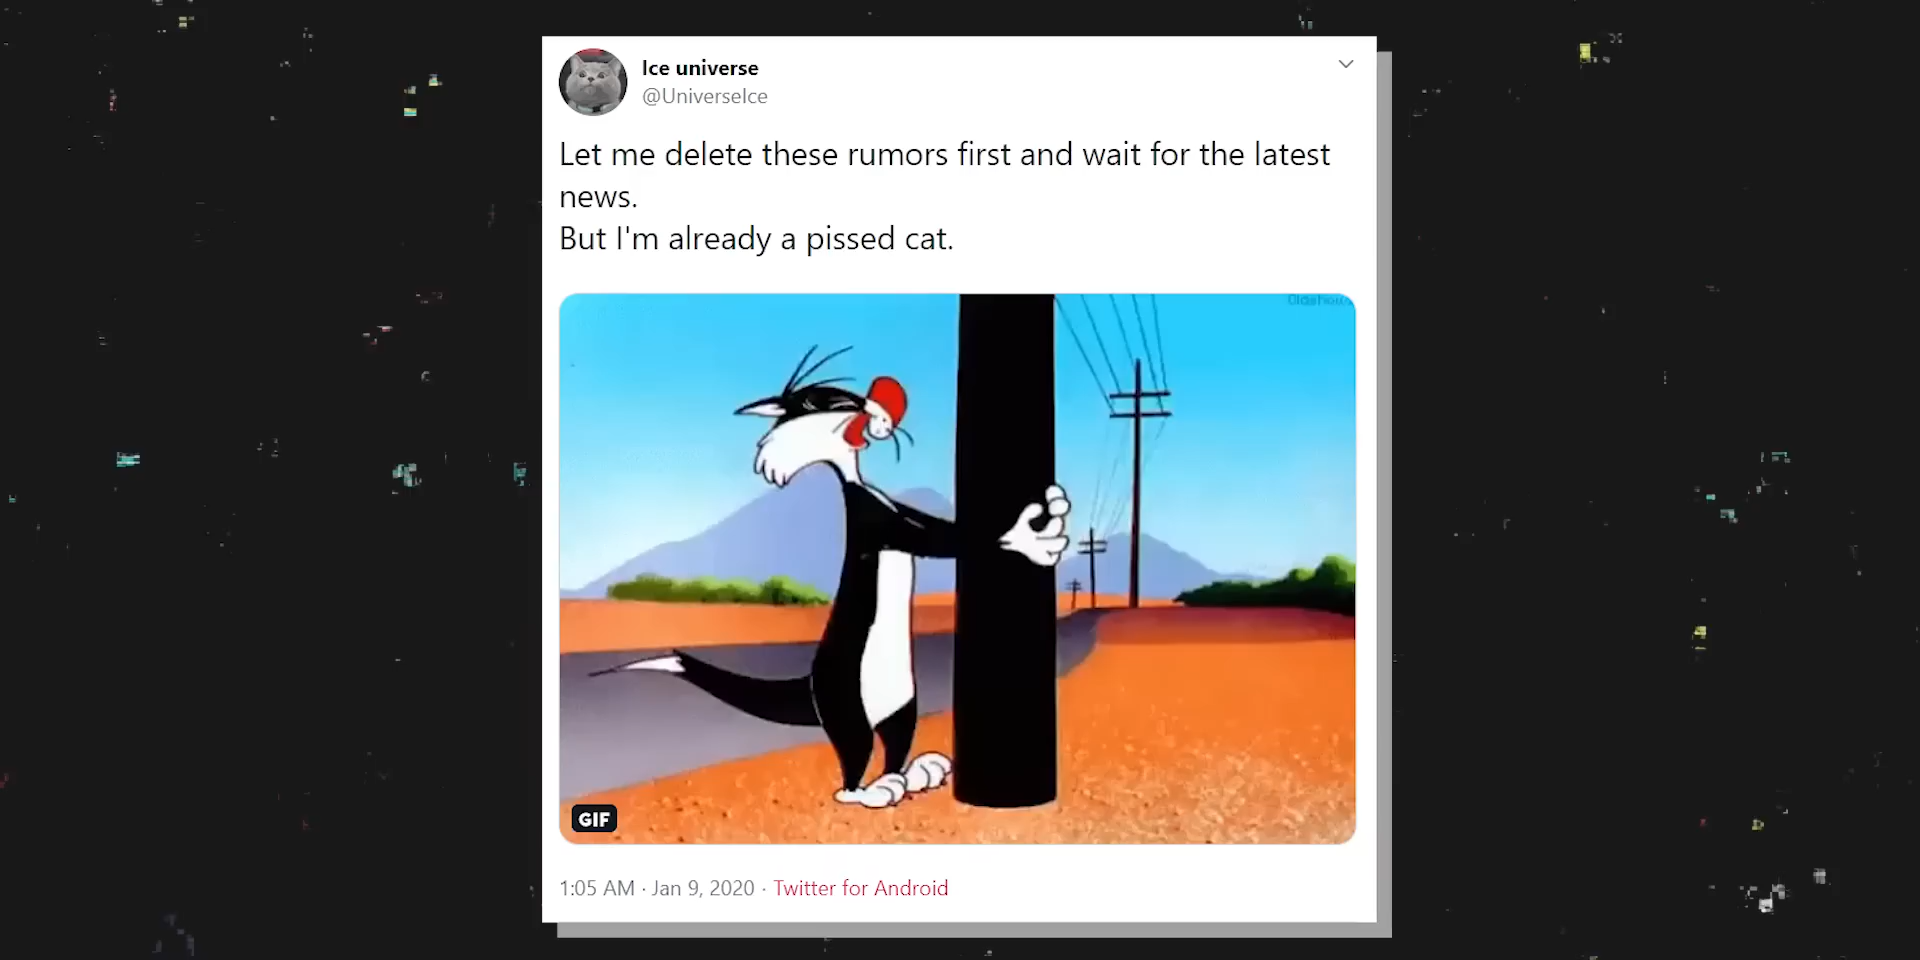 Ice universe
@UniverseIce
Let me delete these rumors first and wait for the latest
news.
But I'm already a pissed cat.
GIF
1:05 AM · Jan 9, 2020 · Twitter for Android